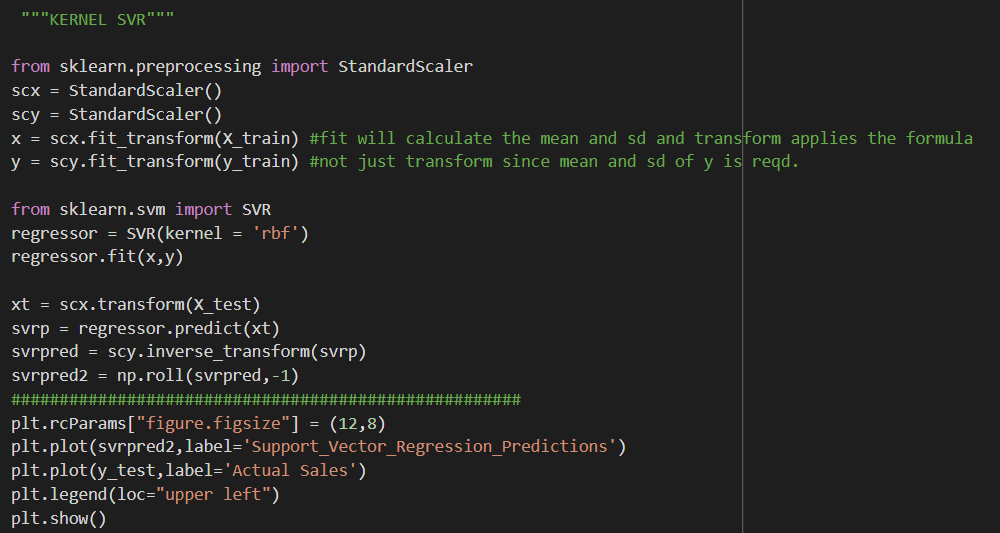 """KERNEL SVR"""
from sklearn.preprocessing import StandardScaler
scx = StandardScaler()
scy = StandardScaler()
x = scx.fit_transform(X_train) #fit will calculate the mean and sd and transform applies the formula
y = scy.fit_transform(y_train) #not just transform since mean and sd of y is reqd.
from sklearn.svm import SVR
regressor = SVR(kernel = 'rbf')
regressor.fit(x,y)
xt = scx.transform(X_test)
svrp = regressor.predict(xt)
svrpred = scy.inverse_transform(svrp)
svrpred2 = np.roll(svrpred,-1)
#####################################################
plt.rcParams["figure.figsize"] = (12,8)
plt.plot(svrpred2,label='Support_Vector_Regression_Predictions')
plt.plot(y_test,label='Actual Sales')
plt.legend(loc="upper left")
plt.show()